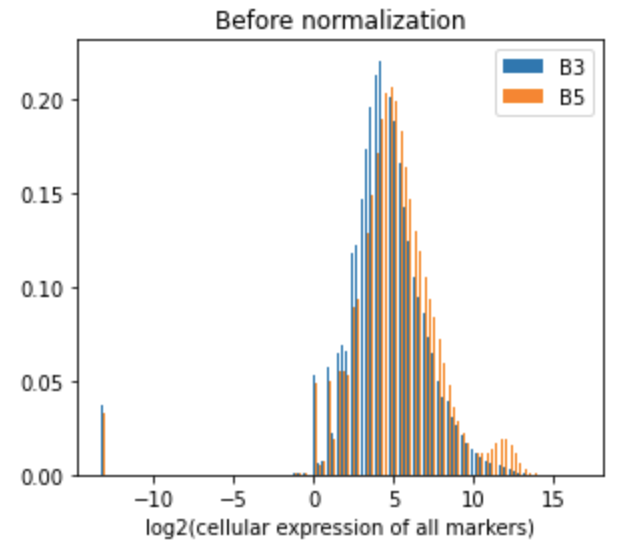 Before normalization
B3
B5
0.20
0.15
0.10
0.05
0.00
−10 −5 0 5 10 15
log2(cellular expression of all markers)